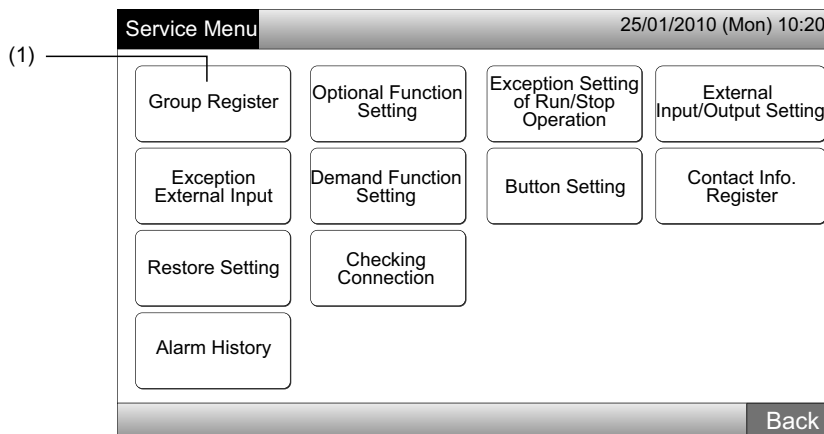 Service Menu
25/01/2010 (Mon) 10:20
(1)
Group Register
Optional Function
Setting
Exception Setting
of Run/Stop
Operation
External
Input/Output Setting
Exception
External Input
Demand Function
Setting
Button Setting
Contact Info.
Register
Restore Setting
Checking
Connection
Alarm History
Back